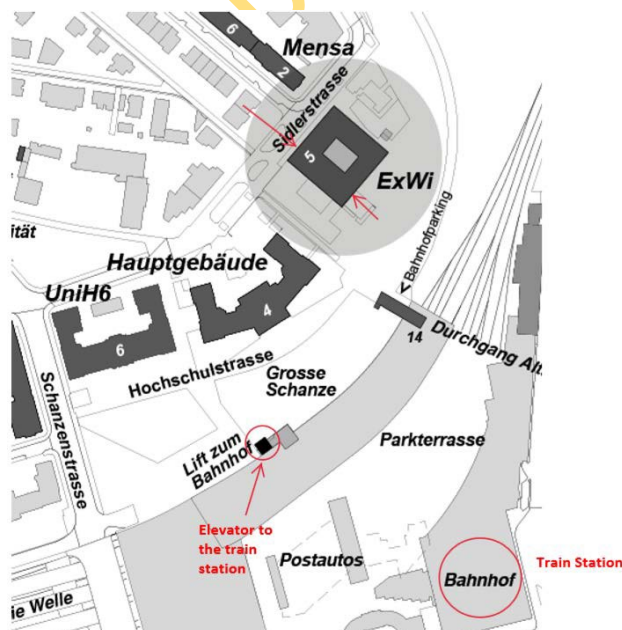 6
Mensa
2
Sidlerstrasse
5
ExWi
ität
Hauptgebäude
< Bahnhofparking
UniH6
4
14
Durchgang Alt
6
Hochschulstrasse
Grosse
Schanze
Schanzenstrasse
Parkterrasse
Lift zum
Bahnhof
Elevator to
the train
station
Postautos
Bahnhof
Train Station
ie Welle